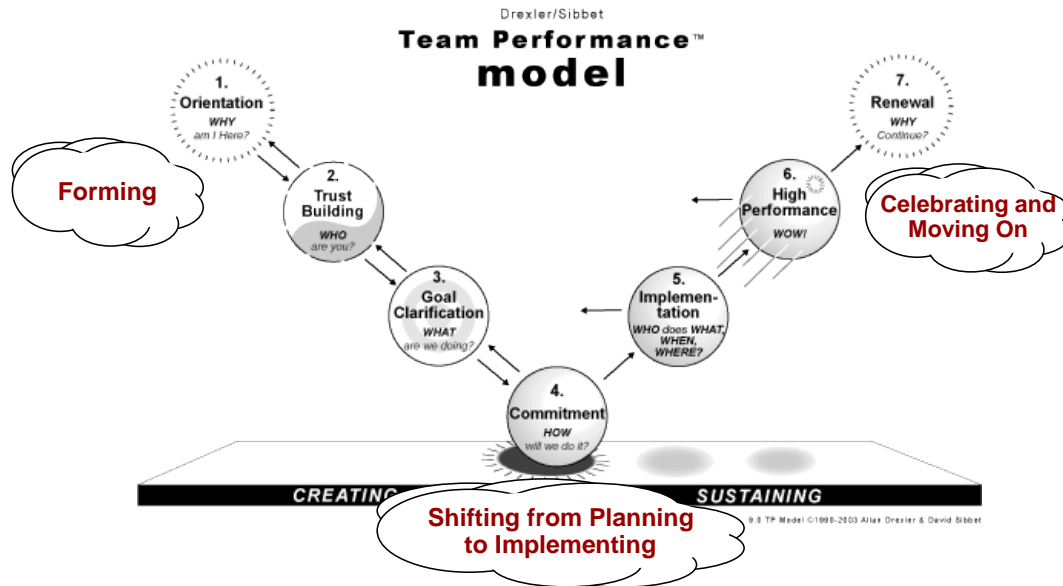 Drexler/Sibbet
Team Performance™
model
1.
Orientation
WHY
am I Here?
Forming
2.
Trust
Building
WHO
are you?
3.
Goal
Clarification
WHAT
are we doing?
4.
Commitment
HOW
will we do it?
5.
Implemen-
tation
WHO does WHAT,
WHEN,
WHERE?
6.
High
Performance
WOW!
7.
Renewal
WHY
Continue?
Celebrating and
Moving On
CREATING
SUSTAINING
Shifting from Planning
to Implementing
9.0 TP Model ©1990-2003 Allan Drexler & David Sibbet